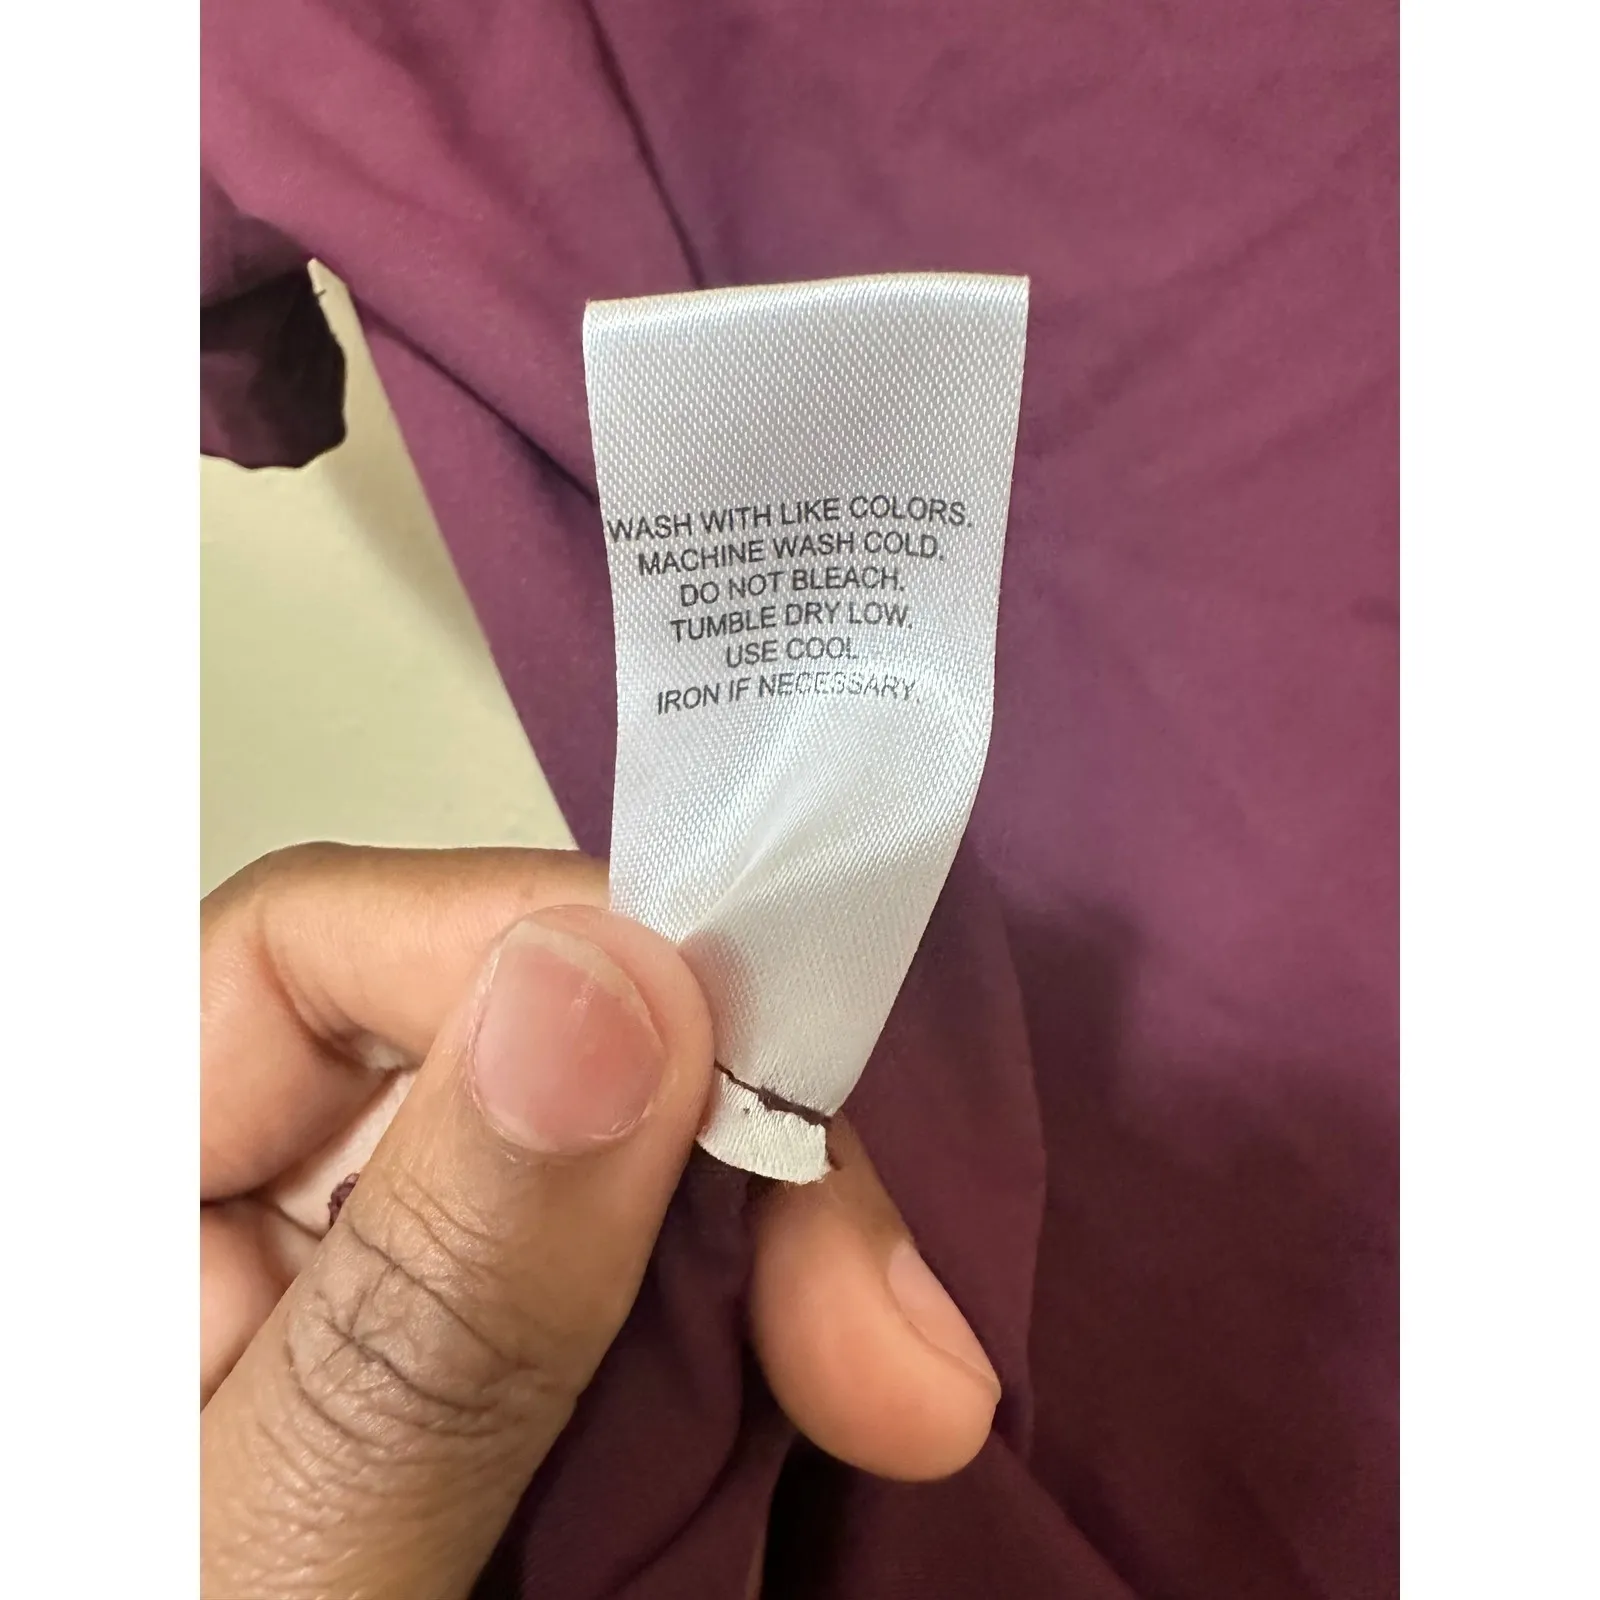 WASH WITH LIKE COLORS.
MACHINE WASH COLD.
DO NOT BLEACH.
TUMBLE DRY LOW.
USE COOL
IRON IF NECESSARY.